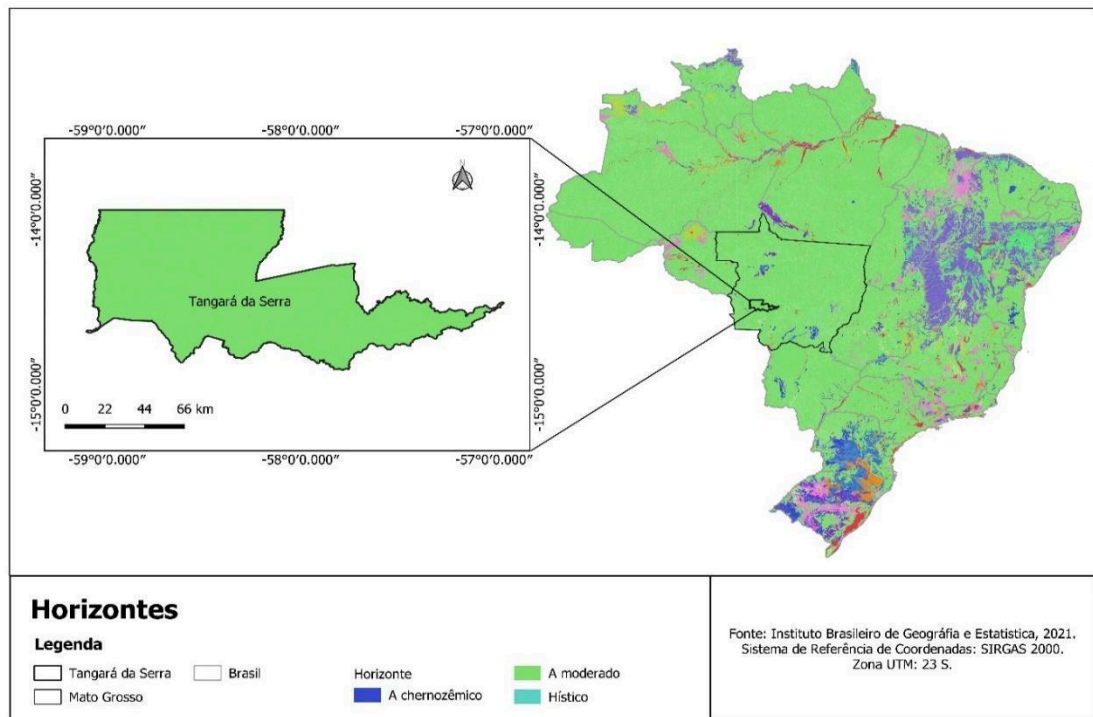 -59°0'0.000" -58°0'0.000" -57°0'0.000"
N
-14°0'0.000" -14°0'0.000"
Tangará da Serra
-15°0'0.000" -15°0'0.000"
0 22 44 66 km
-59°0'0.000" -58°0'0.000" -57°0'0.000"
Horizontes
Legenda
Tangará da Serra Brasil
Mato Grosso
Horizonte
A chernozêmico
A moderado
Hístico
Fonte: Instituto Brasileiro de Geográfia e Estatistica, 2021.
Sistema de Referência de Coordenadas: SIRGAS 2000.
Zona UTM: 23 S.